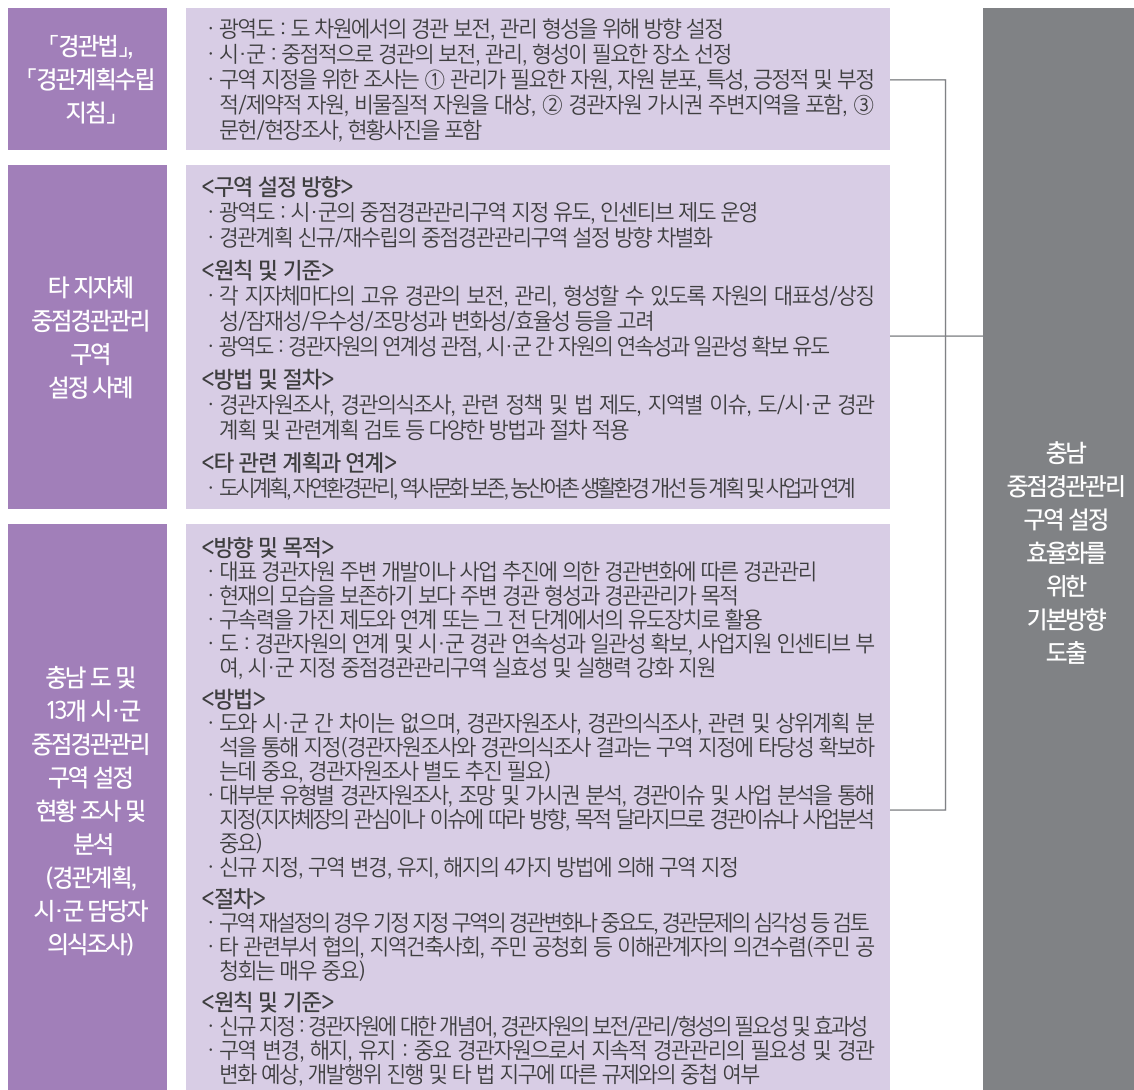 「경관법」,
「경관계획수립
지침」
· 광역도 : 도 차원에서의 경관 보전, 관리 형성을 위해 방향 설정
· 시·군 : 중점적으로 경관의 보전, 관리, 형성이 필요한 장소 선정
· 구역 지정을 위한 조사는 ① 관리가 필요한 자원, 자원 분포, 특성, 긍정적 및 부정
적/제약적 자원, 비물질적 자원을 대상, ② 경관자원 가시권 주변지역을 포함, ③
문헌/현장조사, 현황사진을 포함
타 지자체
중점경관관리
구역
설정 사례
<구역 설정 방향>
· 광역도 : 시·군의 중점경관관리구역 지정 유도, 인센티브 제도 운영
· 경관계획 신규/재수립의 중점경관관리구역 설정 방향 차별화
<원칙 및 기준>
· 각 지자체마다의 고유 경관의 보전, 관리, 형성할 수 있도록 자원의 대표성/상징
성/잠재성/우수성/조망성과 변화성/효율성 등을 고려
· 광역도 : 경관자원의 연계성 관점, 시·군 간 자원의 연속성과 일관성 확보 유도
<방법 및 절차>
· 경관자원조사, 경관의식조사, 관련 정책 및 법 제도, 지역별 이슈, 도/시·군 경관
계획 및 관련계획 검토 등 다양한 방법과 절차 적용
<타 관련 계획과 연계>
· 도시계획, 자연환경관리, 역사문화 보존, 농산어촌 생활환경 개선 등 계획 및 사업과 연계
충남 도 및
13개 시·군
중점경관관리
구역 설정
현황 조사 및
분석
(경관계획,
시·군 담당자
의식조사)
<방향 및 목적>
· 대표 경관자원 주변 개발이나 사업 추진에 의한 경관변화에 따른 경관관리
· 현재의 모습을 보존하기 보다 주변 경관 형성과 경관관리가 목적
· 구속력을 가진 제도와 연계 또는 그 전 단계에서의 유도장치로 활용
· 도 : 경관자원의 연계 및 시·군 경관 연속성과 일관성 확보, 사업지원 인센티브 부
여, 시·군 지정 중점경관관리구역 실효성 및 실행력 강화 지원
<방법>
· 도와 시·군 간 차이는 없으며, 경관자원조사, 경관의식조사, 관련 및 상위계획 분
석을 통해 지정(경관자원조사와 경관의식조사 결과는 구역 지정에 타당성 확보하
는데 중요, 경관자원조사 별도 추진 필요)
· 대부분 유형별 경관자원조사, 조망 및 가시권 분석, 경관이슈 및 사업 분석을 통해
지정(지자체장의 관심이나 이슈에 따라 방향, 목적 달라지므로 경관이슈나 사업분석
중요)
· 신규 지정, 구역 변경, 유지, 해지의 4가지 방법에 의해 구역 지정
<절차>
· 구역 재설정의 경우 기정 지정 구역의 경관변화나 중요도, 경관문제의 심각성 등 검토
· 타 관련부서 협의, 지역건축사회, 주민 공청회 등 이해관계자의 의견수렴(주민 공
청회는 매우 중요)
<원칙 및 기준>
· 신규 지정 : 경관자원에 대한 개념어, 경관자원의 보전/관리/형성의 필요성 및 효과성
· 구역 변경, 해지, 유지 : 중요 경관자원으로서 지속적 경관관리의 필요성 및 경관
변화 예상, 개발행위 진행 및 타 법 지구에 따른 규제와의 중첩 여부
충남
중점경관관리
구역 설정
효율화를
위한
기본방향
도출